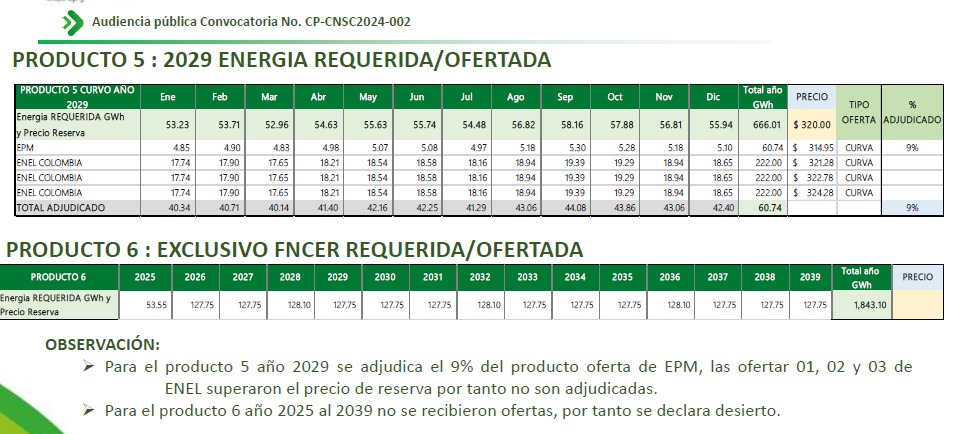 Audiencia pública Convocatoria No. CP-CNSC2024-002
PRODUCTO 5 : 2029 ENERGIA REQUERIDA/OFERTADA
PRODUCTO 5 CURVO AÑO 2029 Ene Feb Mar Abr May Jun Jul Ago Sep Oct Nov Dic Total año GWh PRECIO TIPO OFERTA % ADJUDICADO
Energia REQUERIDA GWh y Precio Reserva 53.23 53.71 52.96 54.63 55.63 55.74 54.48 56.82 58.16 57.88 56.81 55.94 666.01 $ 320.00
EPM 4.85 4.90 4.83 4.98 5.07 5.08 4.97 5.18 5.30 5.28 5.18 5.10 60.74 $ 314.95 CURVA 9%
ENEL COLOMBIA 17.74 17.90 17.65 18.21 18.54 18.58 18.16 18.94 19.39 19.29 18.94 18.65 222.00 $ 321.28 CURVA
ENEL COLOMBIA 17.74 17.90 17.65 18.21 18.54 18.58 18.16 18.94 19.39 19.29 18.94 18.65 222.00 $ 322.78 CURVA
ENEL COLOMBIA 17.74 17.90 17.65 18.21 18.54 18.58 18.16 18.94 19.39 19.29 18.94 18.65 222.00 $ 324.28 CURVA
TOTAL ADJUDICADO 40.34 40.71 40.14 41.40 42.16 42.25 41.29 43.06 44.08 43.86 43.06 42.40 60.74 9%
PRODUCTO 6 : EXCLUSIVO FNCER REQUERIDA/OFERTADA
PRODUCTO 6 2025 2026 2027 2028 2029 2030 2031 2032 2033 2034 2035 2036 2037 2038 2039 Total año GWh PRECIO
Energia REQUERIDA GWh y Precio Reserva 53.55 127.75 127.75 128.10 127.75 127.75 127.75 128.10 127.75 127.75 127.75 128.10 127.75 127.75 127.75 1,843.10
OBSERVACIÓN:
Para el producto 5 año 2029 se adjudica el 9% del producto oferta de EPM, las ofertar 01, 02 y 03 de
ENEL superaron el precio de reserva por tanto no son adjudicadas.
Para el producto 6 año 2025 al 2039 no se recibieron ofertas, por tanto se declara desierto.